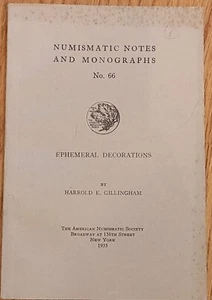 NUMISMATIC NOTES
AND MONOGRAPHS
No. 66
EPHEMERAL DECORATIONS
BY
HARROLD E. GILLINGHAM
THE AMERICAN NUMISMATIC SOCIETY
BROADWAY AT 156TH STREET
NEW YORK
1935